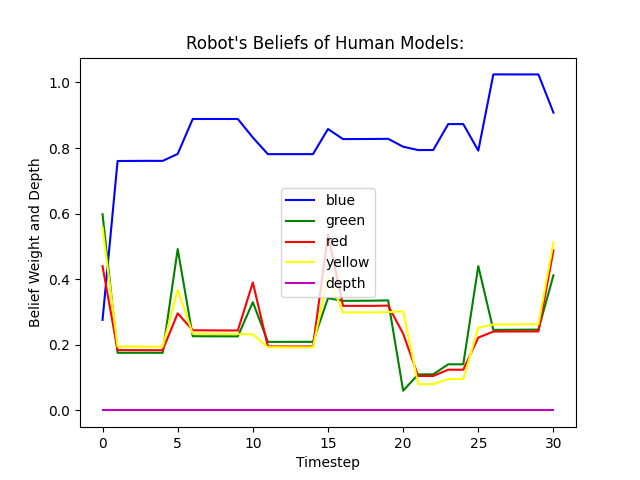 Robot's Beliefs of Human Models:
Belief Weight and Depth
1.0
0.8
0.6
0.4
0.2
0.0
blue
green
red
yellow
depth
0 5 10 15 20 25 30
Timestep